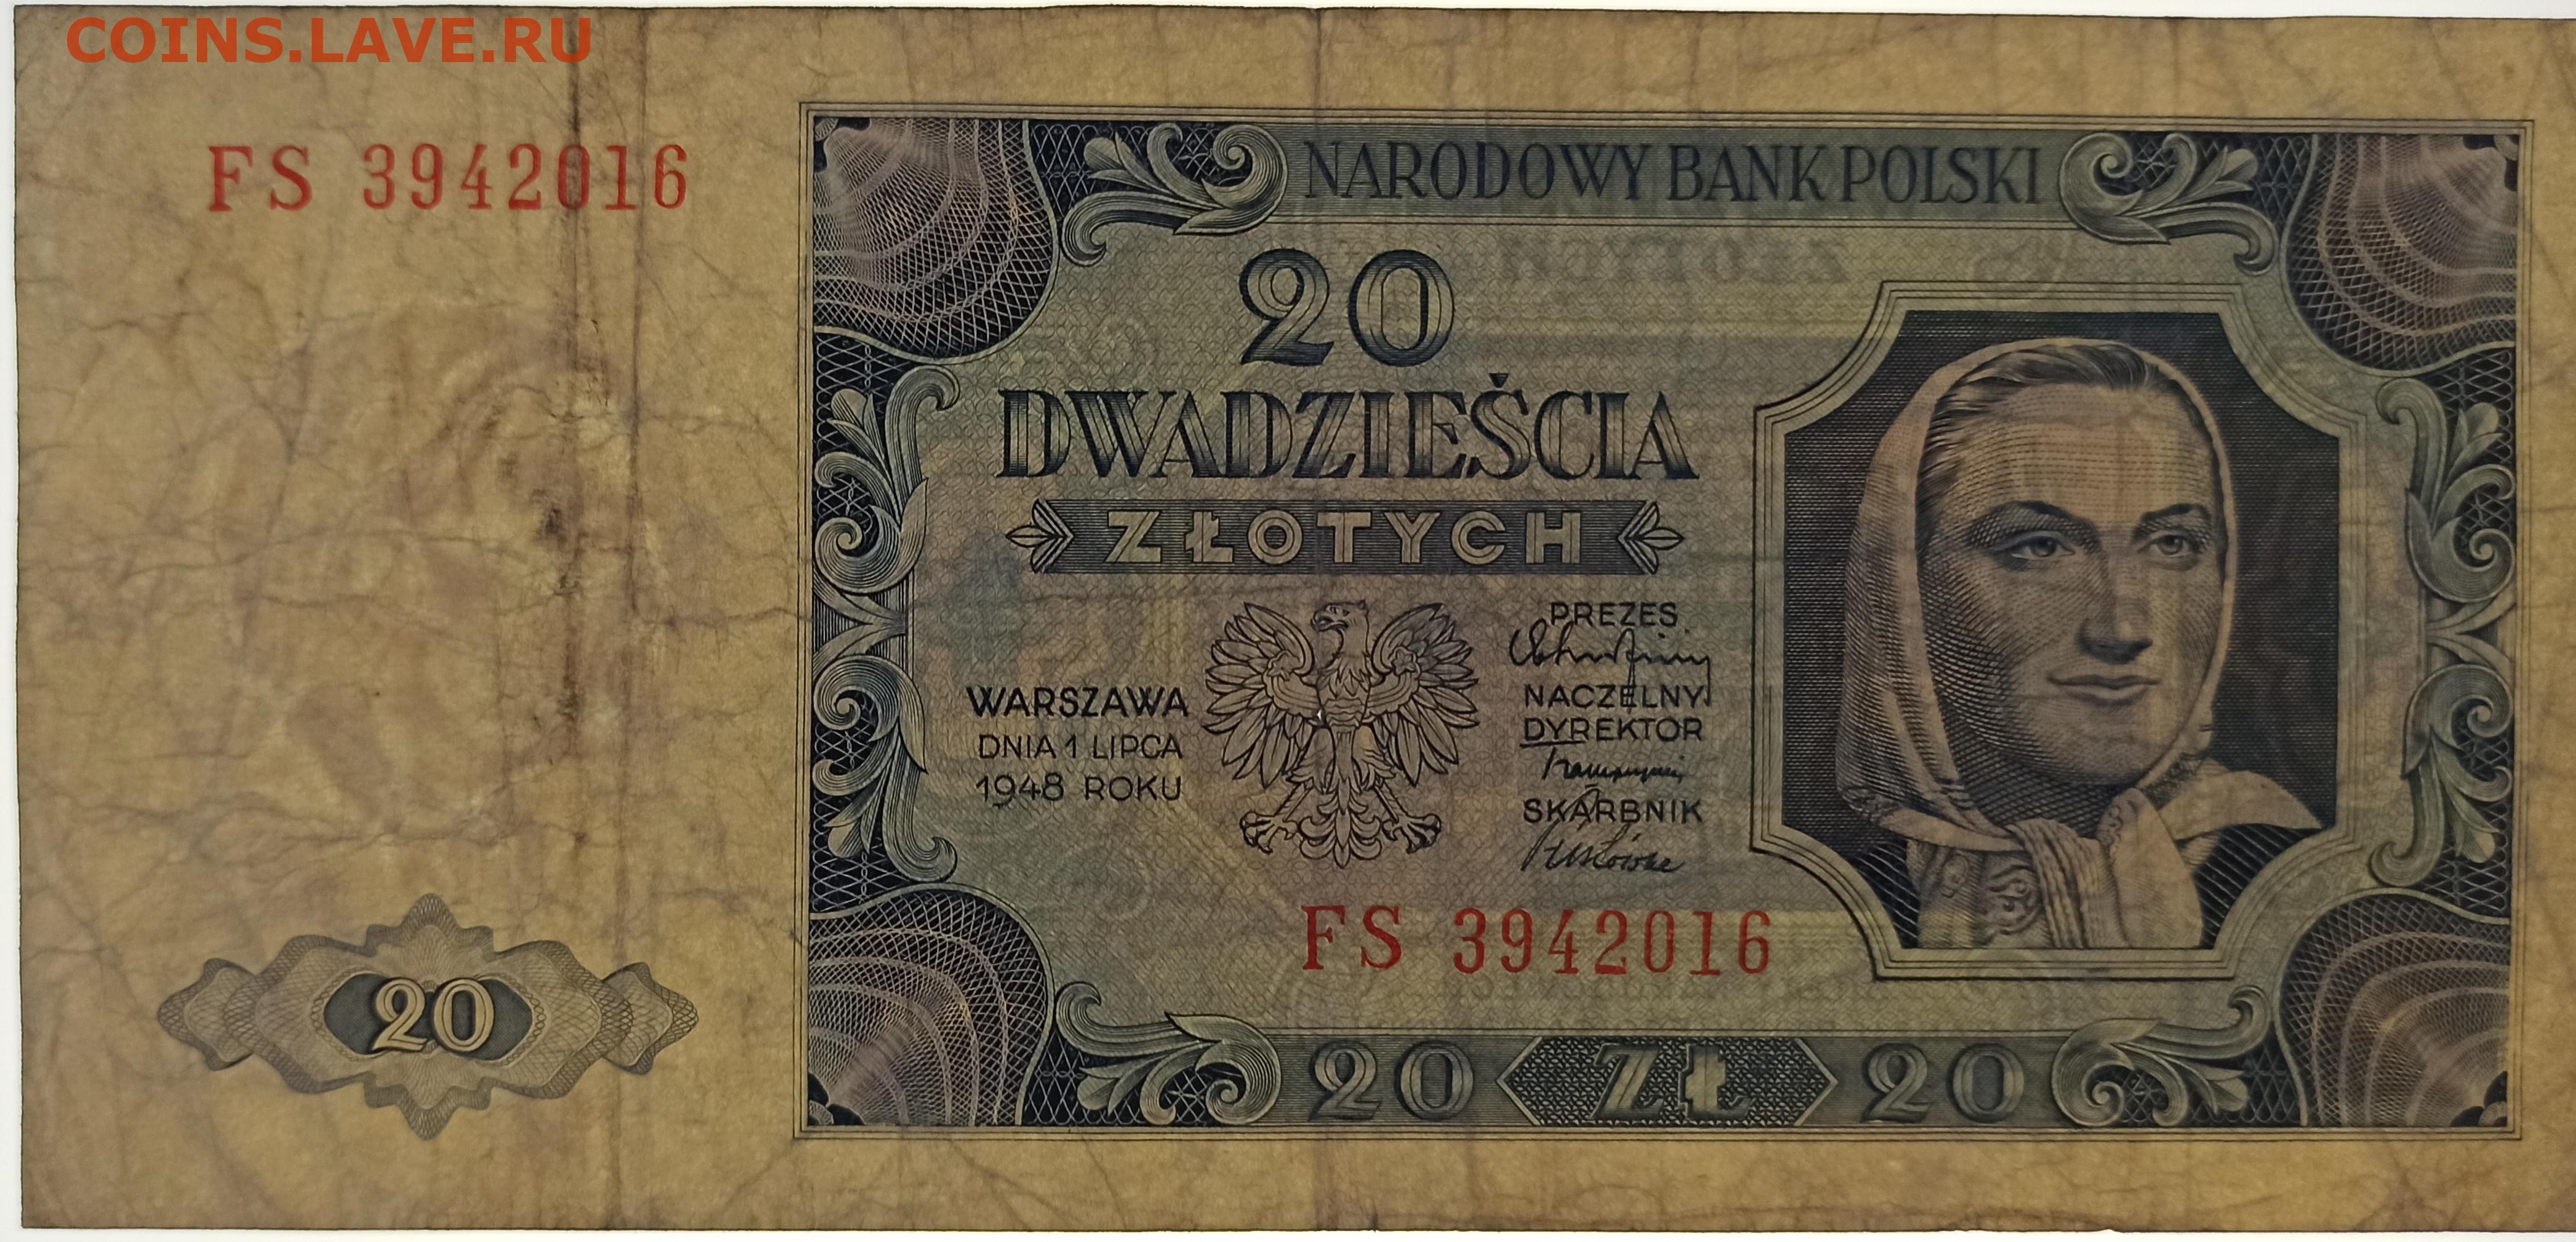 COINS.LAVE.RU
FS 3942016
NARODOWY BANK POLSKI
20
DWADZIEŚCIA
ZŁOTYCH
WARSZAWA
DNIA 1 LIPCA
1948 ROKU
PREZES
NACZELNY
DYREKTOR
SKARBNIK
FS 3942016
20
20 ZŁ 20